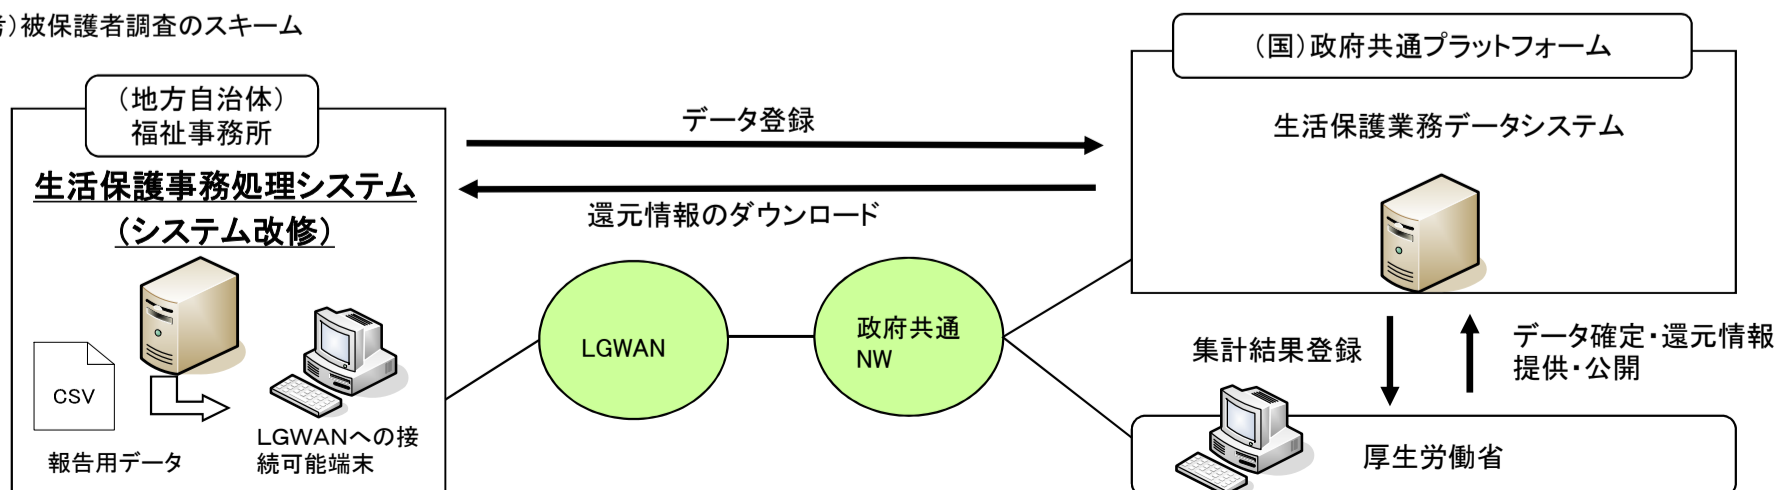 考）被保護者調査のスキーム
（国）政府共通プラットフォーム
（地方自治体）
福祉事務所
データ登録
生活保護業務データシステム
生活保護事務処理システム
（システム改修）
還元情報のダウンロード
LGWAN
政府共通
NW
集計結果登録
データ確定・還元情報
提供・公開
CSV
報告用データ
ＬＧＷＡＮへの接
続可能端末
厚生労働省